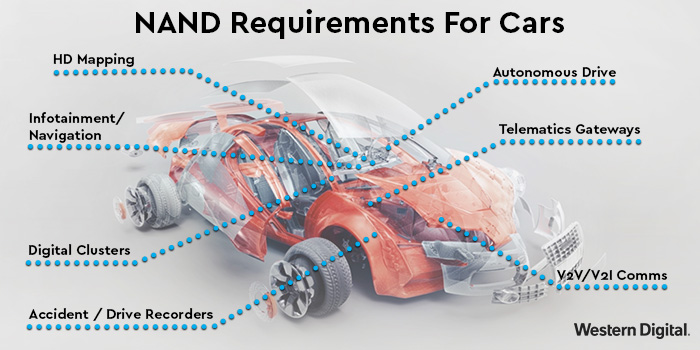 NAND Requirements For Cars
HD Mapping
Autonomous Drive
Infotainment/
Navigation
Telematics Gateways
Digital Clusters
V2V/V2I Comms
Accident / Drive Recorders
Western Digital.